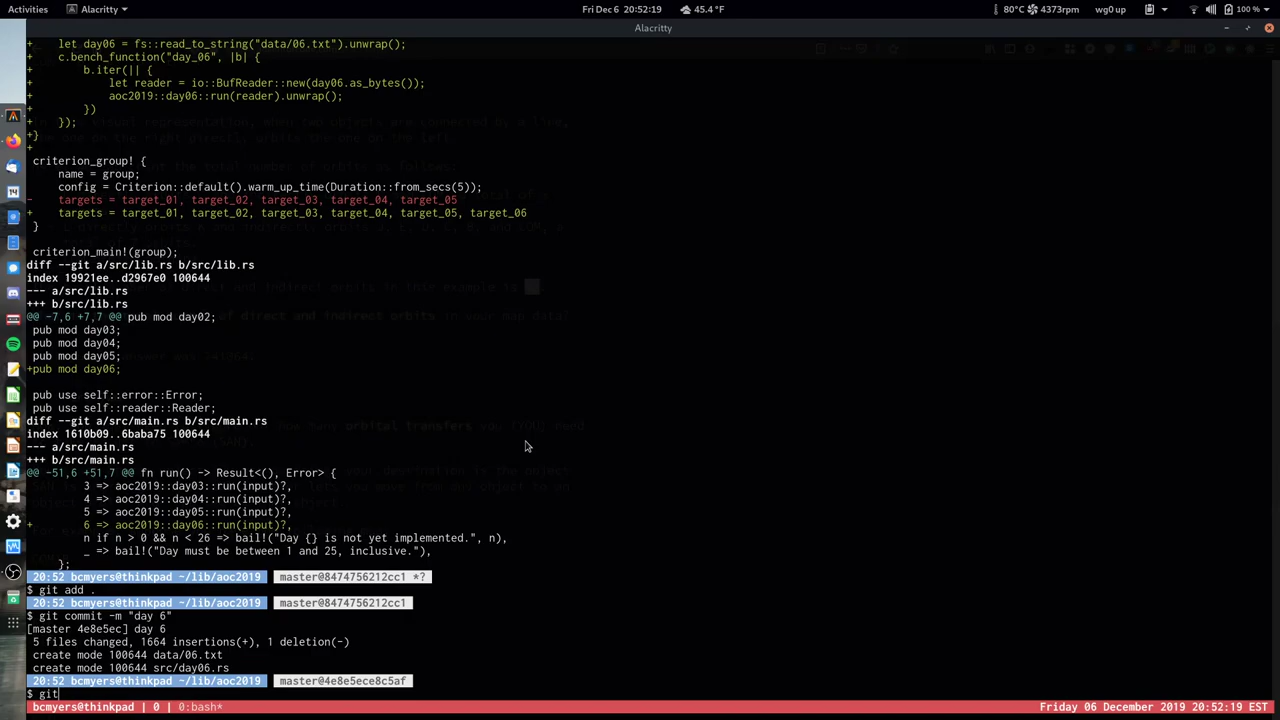 Activities Alacritty Fri Dec 6 20:52:19 45.4 °F 80°C 4373rpm wg0 up 100 %
Alacritty
+    let day06 = fs::read_to_string("data/06.txt").unwrap();
+    c.bench_function("day_06", |b| {
+        b.iter(|| {
+            let reader = io::BufReader::new(day06.as_bytes());
+            aoc2019::day06::run(reader).unwrap();
+        })
+    });
+}
+
 criterion_group! {
     name = group;
     config = Criterion::default().warm_up_time(Duration::from_secs(5));
-    targets = target_01, target_02, target_03, target_04, target_05
+    targets = target_01, target_02, target_03, target_04, target_05, target_06
 }
 criterion_main!(group);
diff --git a/src/lib.rs b/src/lib.rs
index 19921ee..d2967e0 100644
--- a/src/lib.rs
+++ b/src/lib.rs
@@ -7,6 +7,7 @@ pub mod day02;
 pub mod day03;
 pub mod day04;
 pub mod day05;
+pub mod day06;
 pub use self::error::Error;
 pub use self::reader::Reader;
diff --git a/src/main.rs b/src/main.rs
index 1610b09..6baba75 100644
--- a/src/main.rs
+++ b/src/main.rs
@@ -51,6 +51,7 @@ fn run() -> Result<(), Error> {
         3 => aoc2019::day03::run(input)?,
         4 => aoc2019::day04::run(input)?,
         5 => aoc2019::day05::run(input)?,
+        6 => aoc2019::day06::run(input)?,
         n if n > 0 && n < 26 => bail!("Day {} is not yet implemented.", n),
         _ => bail!("Day must be between 1 and 25, inclusive."),
     };
20:52 bcmyers@thinkpad ~/lib/aoc2019 master@8474756212cc1 *?
$ git add .
20:52 bcmyers@thinkpad ~/lib/aoc2019 master@8474756212cc1
$ git commit -m "day 6"
[master 4e8e5ec] day 6
 5 files changed, 1664 insertions(+), 1 deletion(-)
 create mode 100644 data/06.txt
 create mode 100644 src/day06.rs
20:52 bcmyers@thinkpad ~/lib/aoc2019 master@4e8e5ece8c5af
$ git
bcmyers@thinkpad | 0 | 0:bash* Friday 06 December 2019 20:52:19 EST